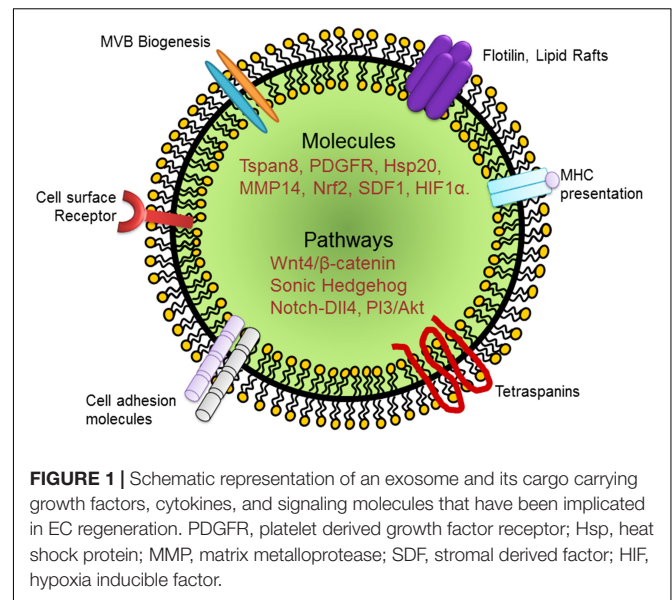 MVB Biogenesis
Flotilin, Lipid Rafts
Molecules
Tspan8, PDGFR, Hsp20,
MMP14, Nrf2, SDF1, HIF1α.
MHC
presentation
Cell surface
Receptor
Pathways
Wnt4/β-catenin
Sonic Hedgehog
Notch-Dll4, PI3/Akt
Cell adhesion
molecules
Tetraspanins
FIGURE 1 | Schematic representation of an exosome and its cargo carrying
growth factors, cytokines, and signaling molecules that have been implicated
in EC regeneration. PDGFR, platelet derived growth factor receptor; Hsp, heat
shock protein; MMP, matrix metalloprotease; SDF, stromal derived factor; HIF,
hypoxia inducible factor.